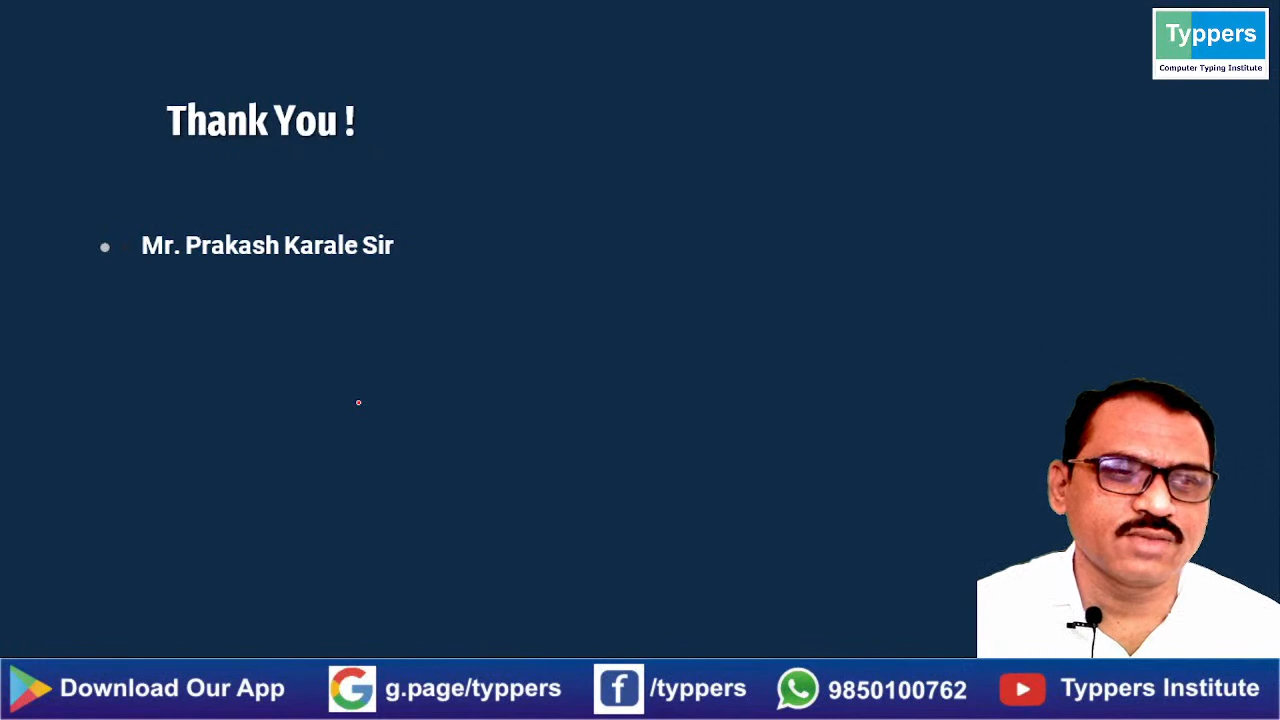 Typpers
Computer Typing Institute
Thank You !
Mr. Prakash Karale Sir
Download Our App
g.page/typpers
/typpers
9850100762
Typpers Institute